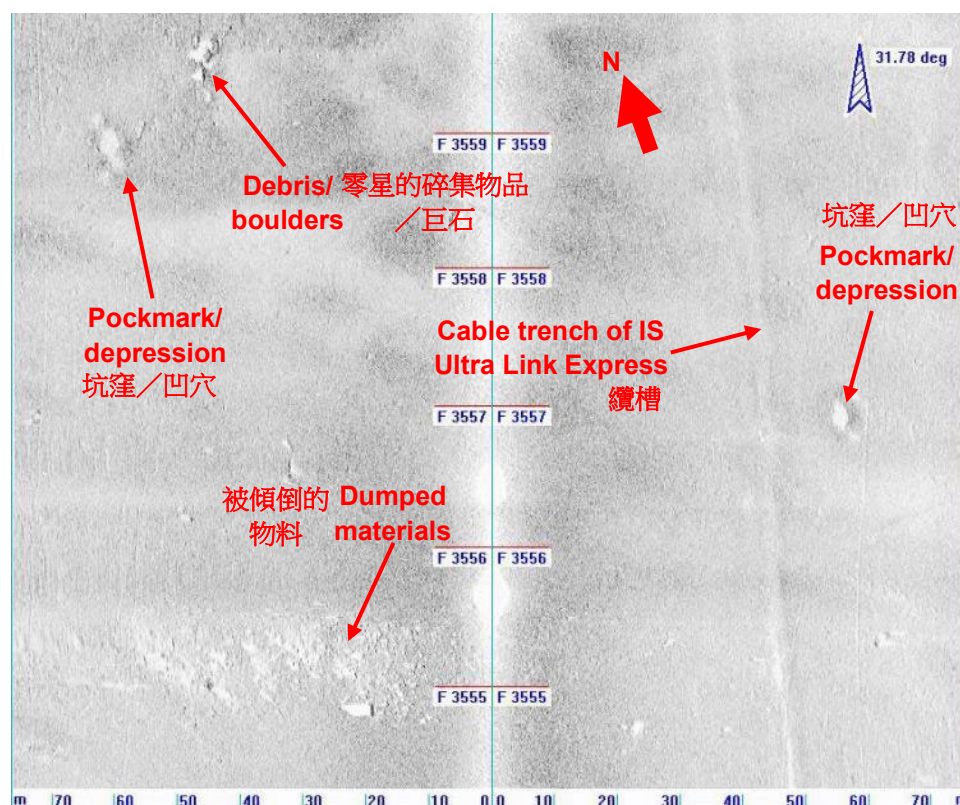 31.78 deg
N
F 3559 F 3559
Debris/ 零星的碎集物品
boulders ／巨石
坑窪／凹穴
Pockmark/
depression
F 3558 F 3558
Pockmark/
depression
坑窪／凹穴
Cable trench of IS
Ultra Link Express
纜槽
F 3557 F 3557
被傾倒的 Dumped
物料 materials
F 3556 F 3556
F 3555 F 3555
m 70 60 50 40 30 20 10 0 0 10 20 30 40 50 60 70